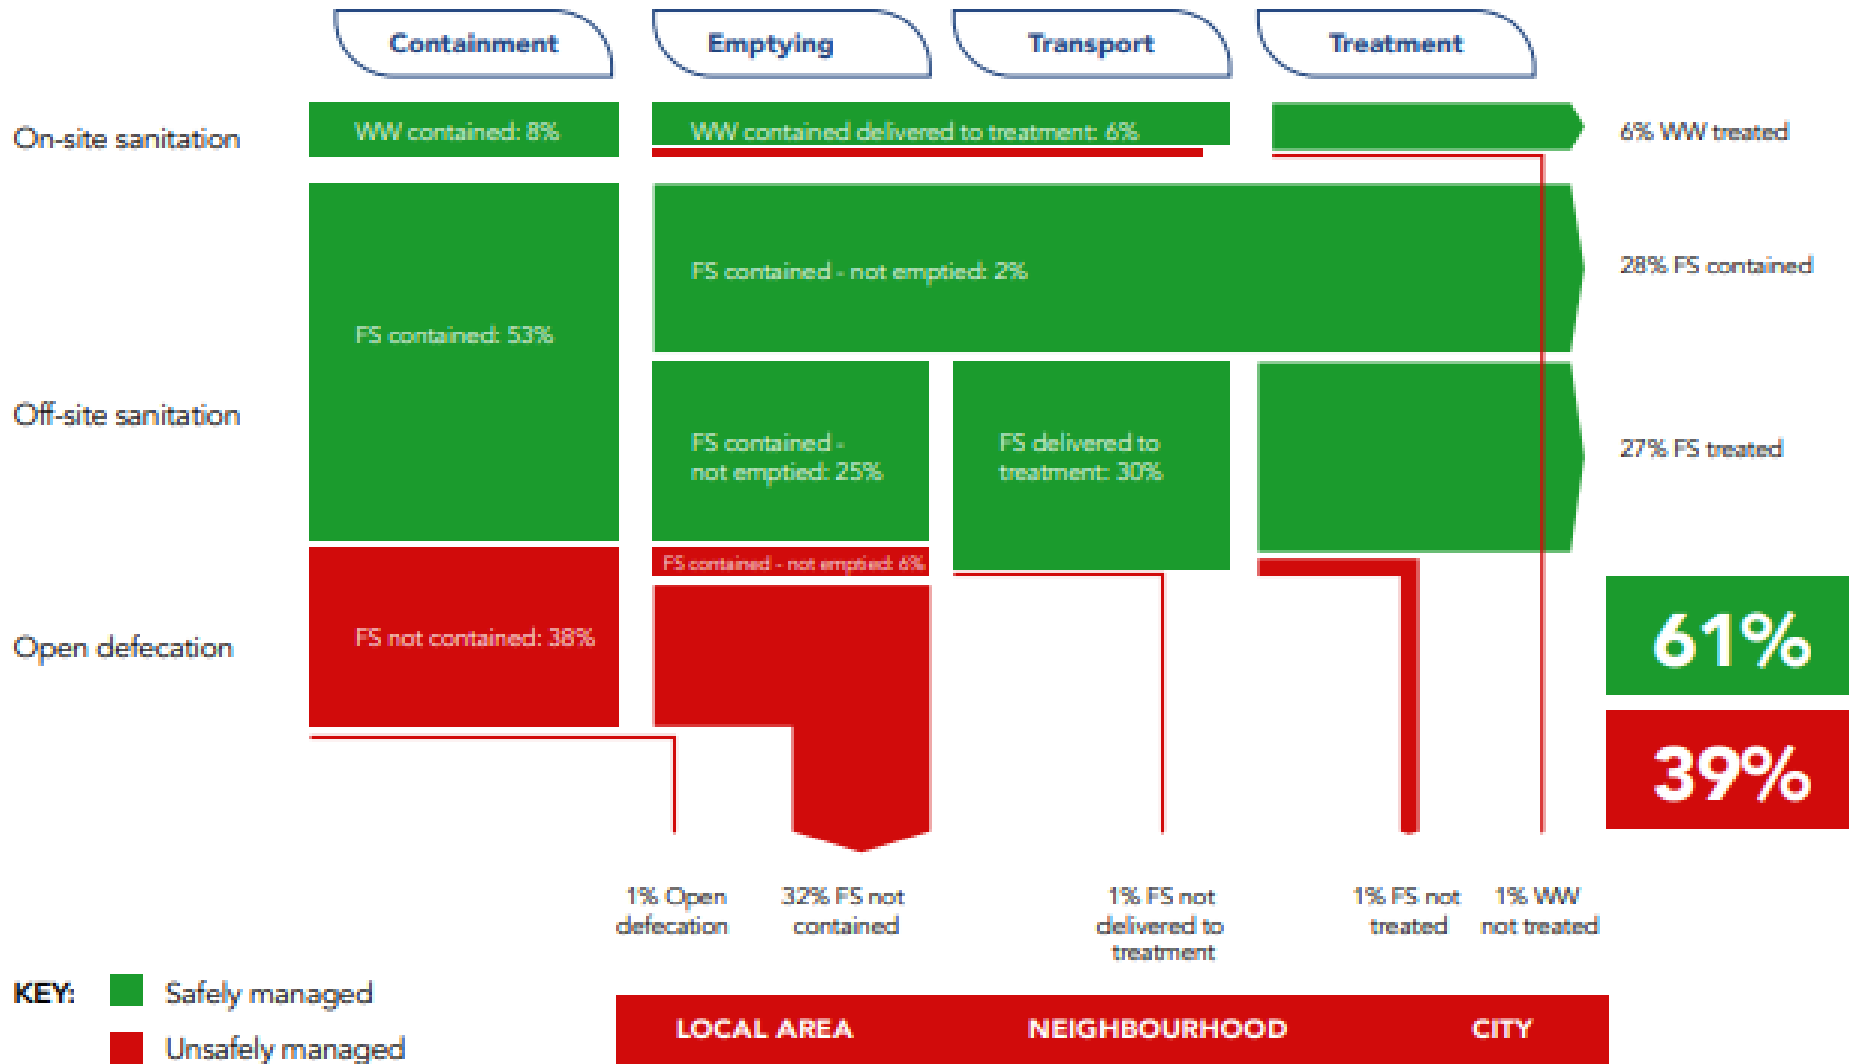 Containment
Emptying
Transport
Treatment
On-site sanitation
WW contained: 8%
WW contained delivered to treatment: 6%
6% WW treated
FS contained - not emptied: 2%
28% FS contained
FS contained: 53%
Off-site sanitation
FS contained -
not emptied: 25%
FS delivered to
treatment: 30%
27% FS treated
FS contained - not emptied: 6%
Open defecation
FS not contained: 38%
61%
39%
1% Open
defecation
32% FS not
contained
1% FS not
delivered to
treatment
1% FS not
treated
1% WW
not treated
KEY:
Safely managed
Unsafely managed
LOCAL AREA
NEIGHBOURHOOD
CITY